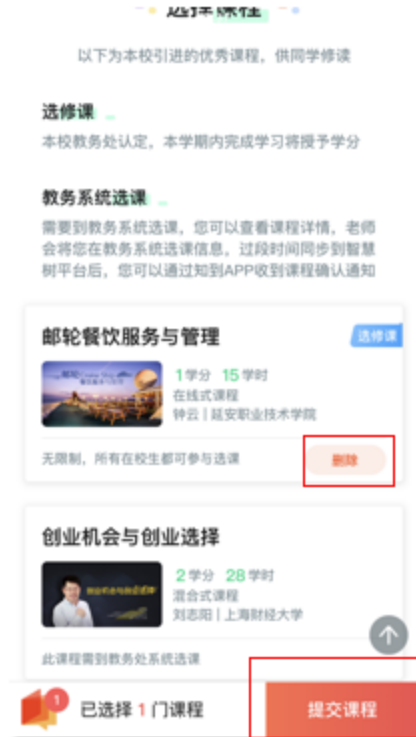 选择课程
以下为本校引进的优秀课程，供同学修读
选修课
本校教务处认定，本学期内完成学习将授予学分
教务系统选课
需要到教务系统选课，您可以查看课程详情，老师
会将您在教务系统选课信息，过段时间同步到智慧
树平台后，您可以通过知到APP收到课程确认通知
邮轮餐饮服务与管理
选修课
1学分 15学时
在线式课程
钟云 | 延安职业技术学院
无限制，所有在校生都可参与选课
删除
创业机会与创业选择
2学分 28学时
混合式课程
刘志阳 | 上海财经大学
此课程需到教务处系统选课
1
已选择 1 门课程
提交课程